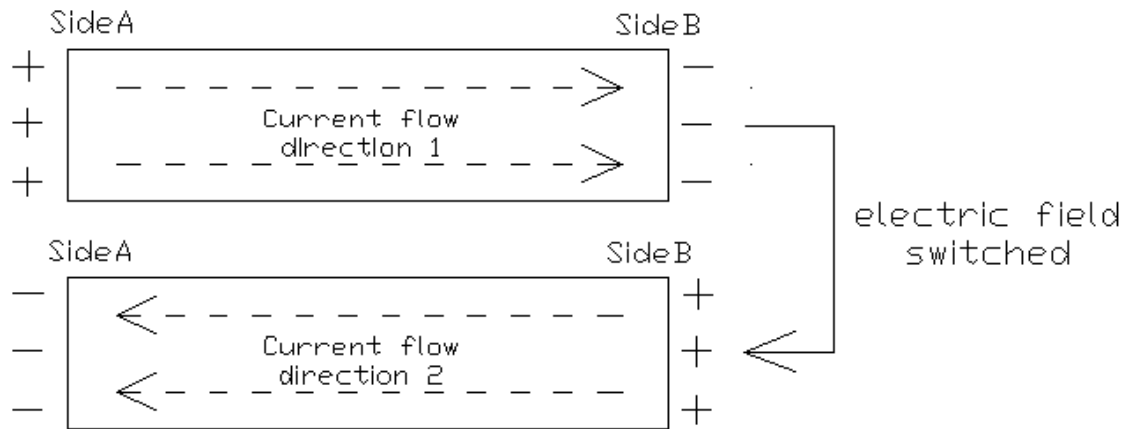 SideA
SideB
+
−
Current flow
direction 1
+
−
+
−
electric field
switched
SideA
SideB
−
+
Current flow
direction 2
−
+
−
+